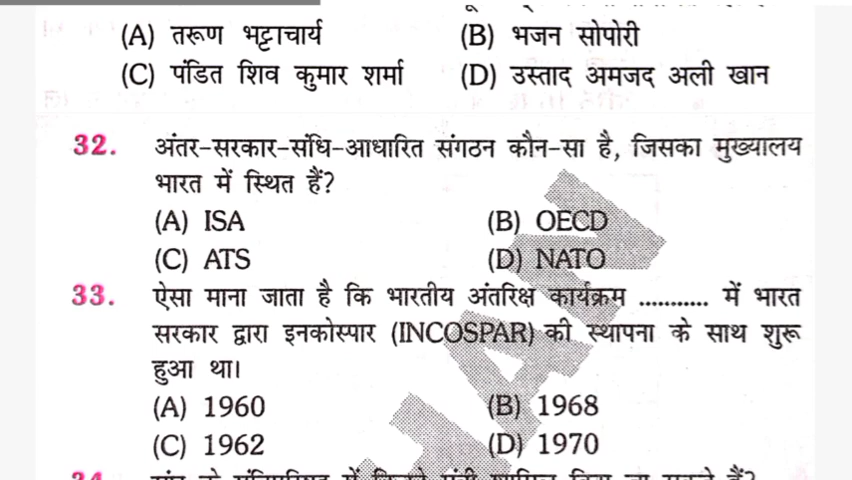 (A) तरूण भट्टाचार्य (B) भजन सोपोरी
(C) पंडित शिव कुमार शर्मा (D) उस्ताद अमजद अली खान
32. अंतर-सरकार-संधि-आधारित संगठन कौन-सा है, जिसका मुख्यालय
भारत में स्थित हैं?
(A) ISA (B) OECD
(C) ATS (D) NATO
33. ऐसा माना जाता है कि भारतीय अंतरिक्ष कार्यक्रम ........... में भारत
सरकार द्वारा इनकोस्पार (INCOSPAR) की स्थापना के साथ शुरू
हुआ था।
(A) 1960 (B) 1968
(C) 1962 (D) 1970